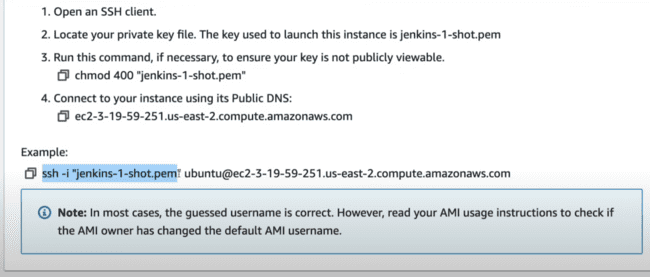 1. Open an SSH client.
2. Locate your private key file. The key used to launch this instance is jenkins-1-shot.pem
3. Run this command, if necessary, to ensure your key is not publicly viewable.
chmod 400 "jenkins-1-shot.pem"
4. Connect to your instance using its Public DNS:
ec2-3-19-59-251.us-east-2.compute.amazonaws.com
Example:
ssh -i "jenkins-1-shot.pem" ubuntu@ec2-3-19-59-251.us-east-2.compute.amazonaws.com
Note: In most cases, the guessed username is correct. However, read your AMI usage instructions to check if
the AMI owner has changed the default AMI username.